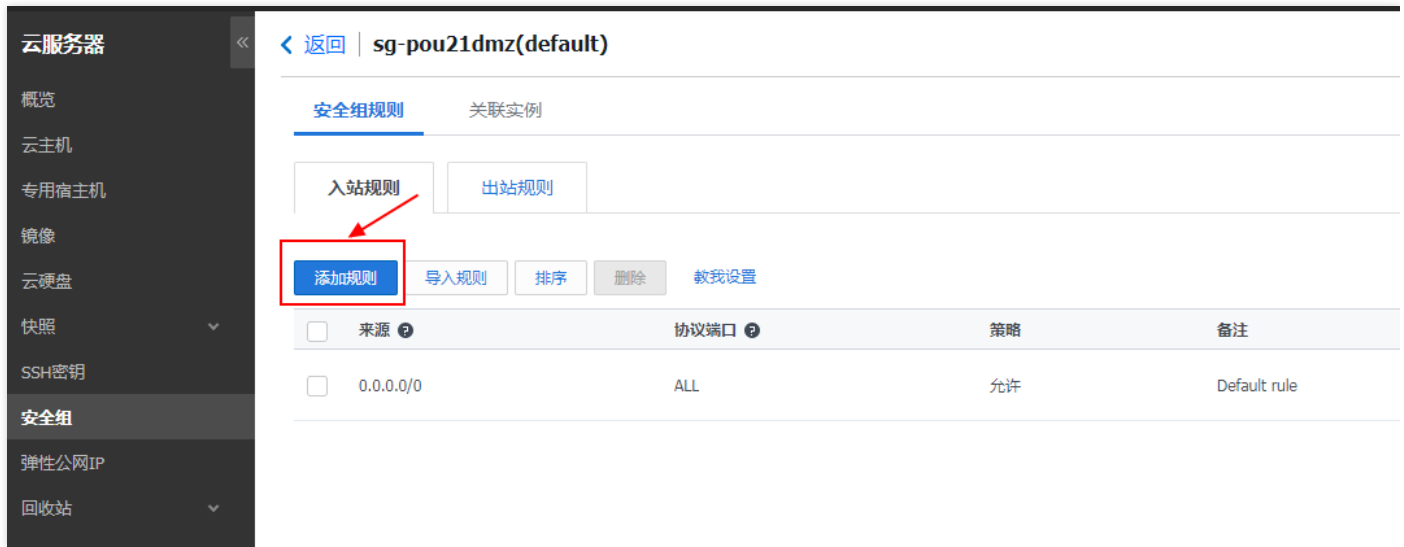 云服务器
«
概览
云主机
专用宿主机
镜像
云硬盘
快照
SSH密钥
安全组
弹性公网IP
回收站
返回 | sg-pou21dmz(default)
安全组规则 关联实例
入站规则 出站规则
添加规则 导入规则 排序 删除 教我设置
来源 ? 协议端口 ? 策略 备注
0.0.0.0/0 ALL 允许 Default rule